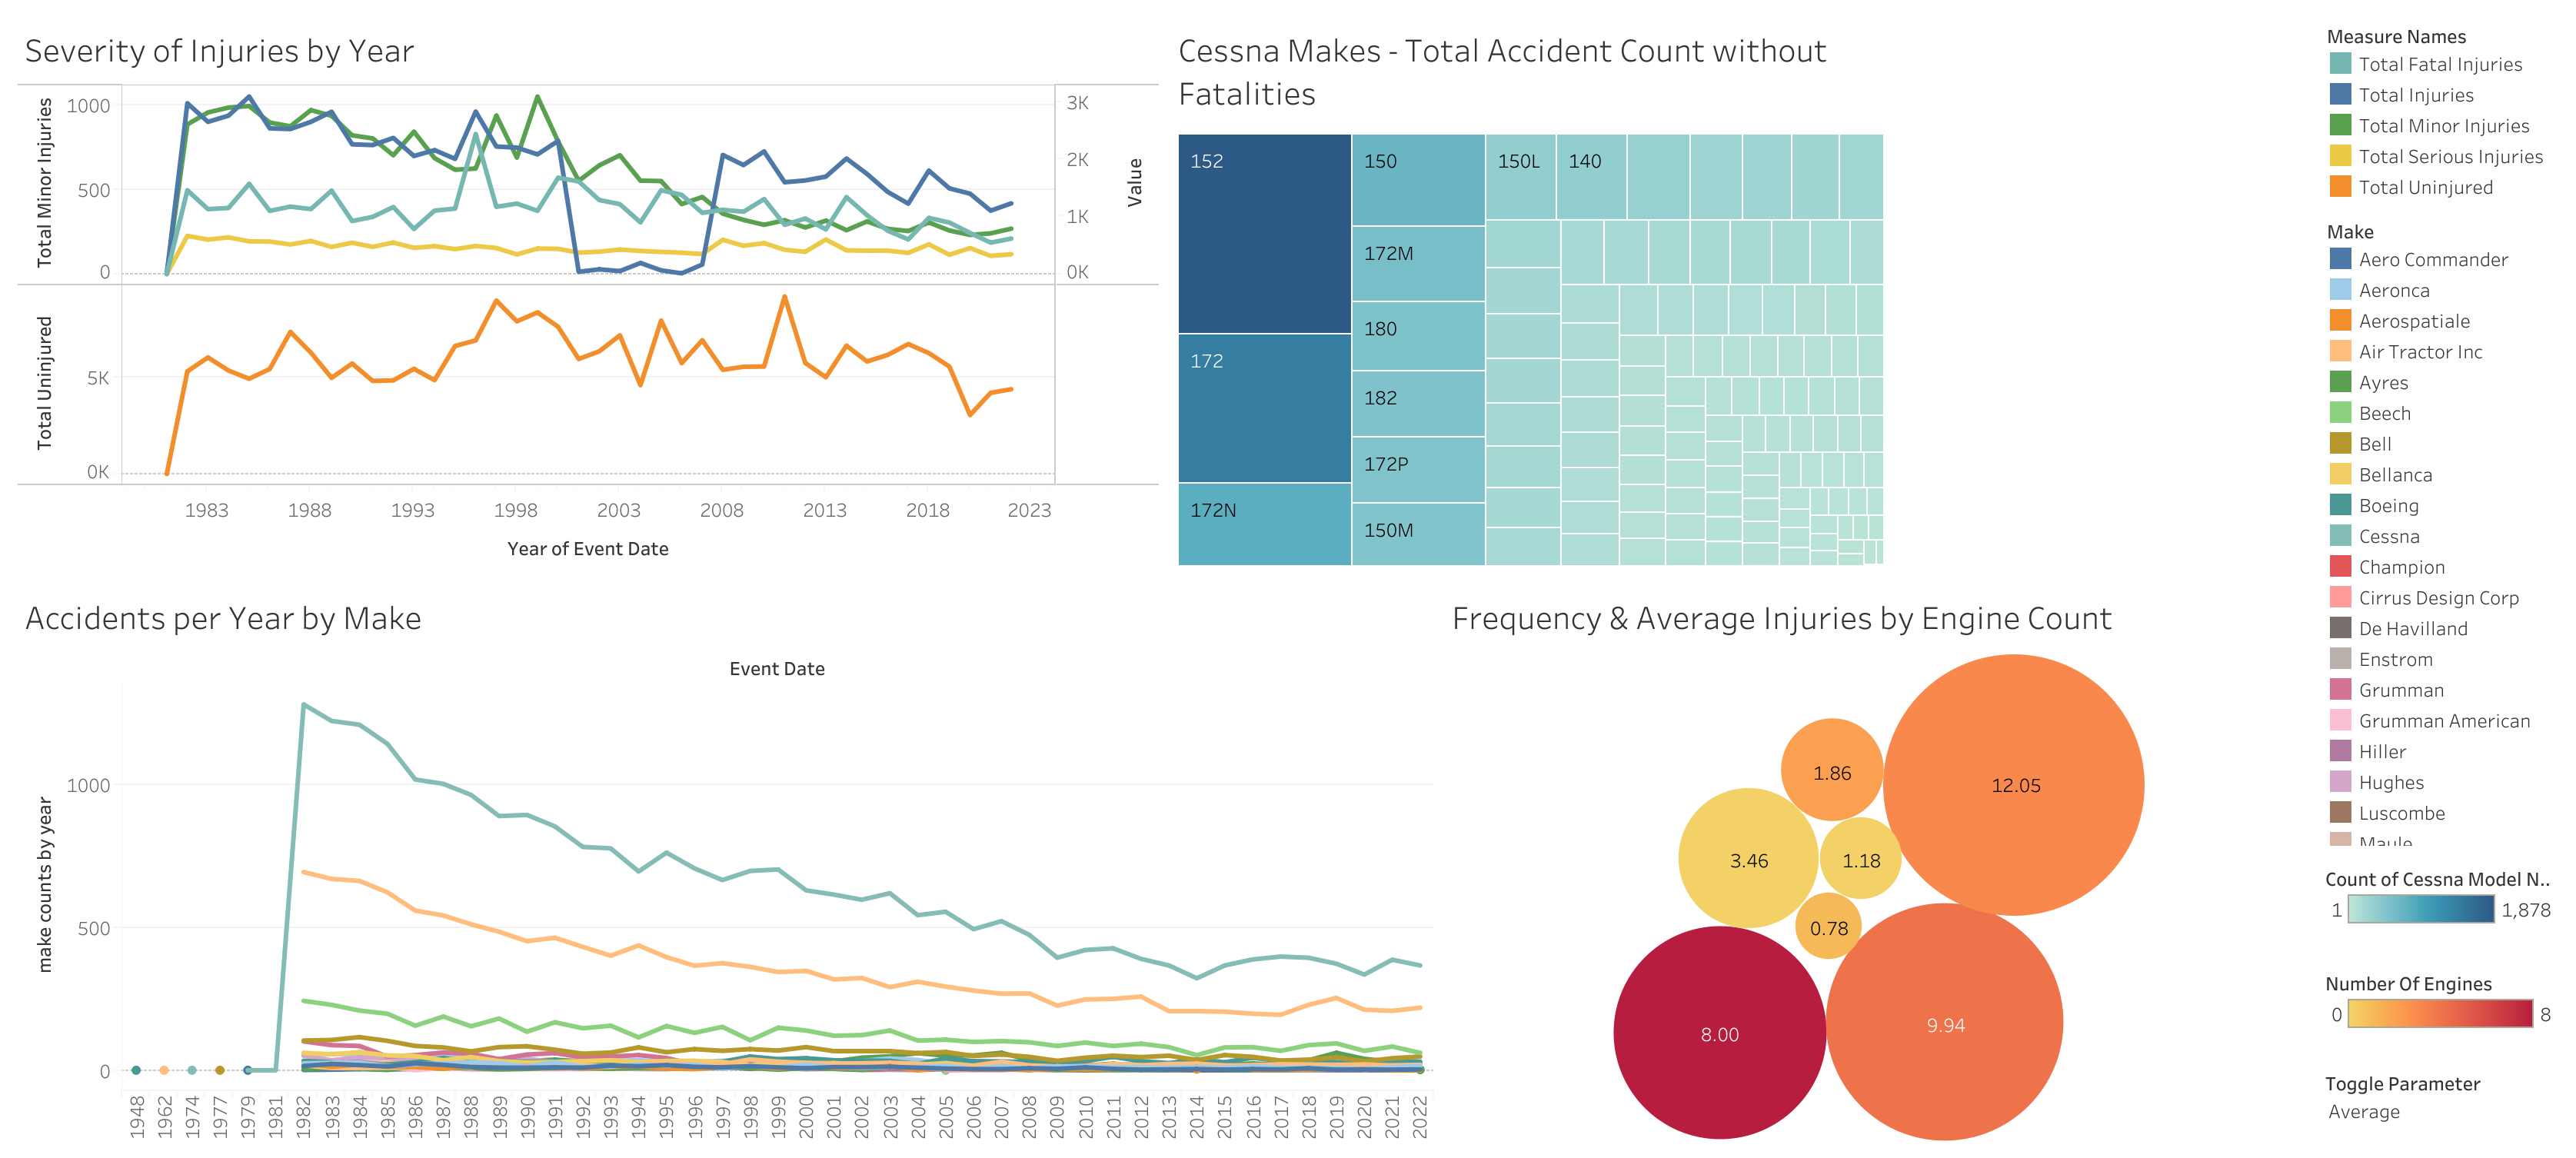 Severity of Injuries by Year
Total Minor Injuries
1000
500
0
3K
2K
1K
0K
Value
Total Uninjured
5K
0K
1983 1988 1993 1998 2003 2008 2013 2018 2023
Year of Event Date
Cessna Makes - Total Accident Count without
Fatalities
152
172
172N
150
172M
180
182
172P
150M
150L
140
Accidents per Year by Make
Event Date
make counts by year
1000
500
0
1948 1962 1974 1977 1979 1981 1982 1983 1984 1985 1986 1987 1988 1989 1990 1991 1992 1993 1994 1995 1996 1997 1998 1999 2000 2001 2002 2003 2004 2005 2006 2007 2008 2009 2010 2011 2012 2013 2014 2015 2016 2017 2018 2019 2020 2021 2022
Frequency & Average Injuries by Engine Count
1.86
12.05
3.46
1.18
0.78
8.00
9.94
Measure Names
Total Fatal Injuries
Total Injuries
Total Minor Injuries
Total Serious Injuries
Total Uninjured
Make
Aero Commander
Aeronca
Aerospatiale
Air Tractor Inc
Ayres
Beech
Bell
Bellanca
Boeing
Cessna
Champion
Cirrus Design Corp
De Havilland
Enstrom
Grumman
Grumman American
Hiller
Hughes
Luscombe
Maule
Count of Cessna Model N..
1 1,878
Number Of Engines
0 8
Toggle Parameter
Average